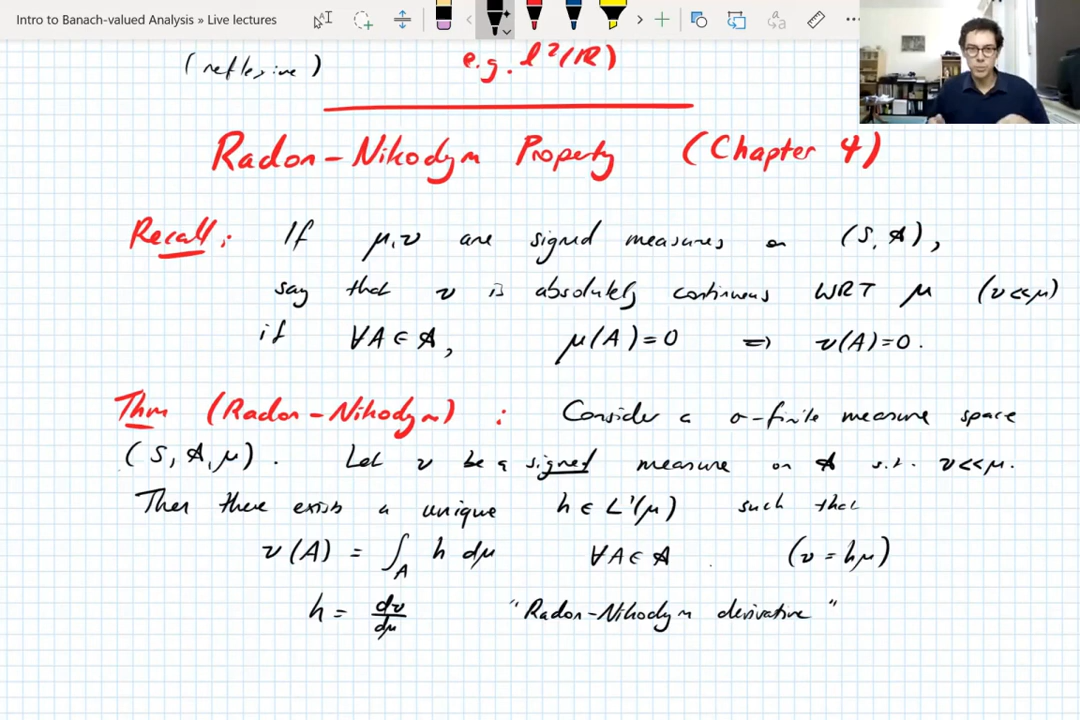 Intro to Banach-valued Analysis » Live lectures
(reflexive) e.g. l²(ℝ)
Radon-Nikodym Property (Chapter 4)
Recall: If μ, ν are signed measures on (S, 𝒜),
say that ν is absolutely continuous WRT μ (ν<<μ)
if ∀A∈𝒜, μ(A)=0 ⇒ ν(A)=0.
Thm (Radon-Nikodym): Consider a σ-finite measure space
(S, 𝒜, μ). Let ν be a signed measure on 𝒜 s.t. ν<<μ.
Then there exists a unique h ∈ L¹(μ) such that
ν(A) = ∫_A h dμ ∀A∈𝒜. (ν = hμ)
h = dν/dμ "Radon-Nikodym derivative"